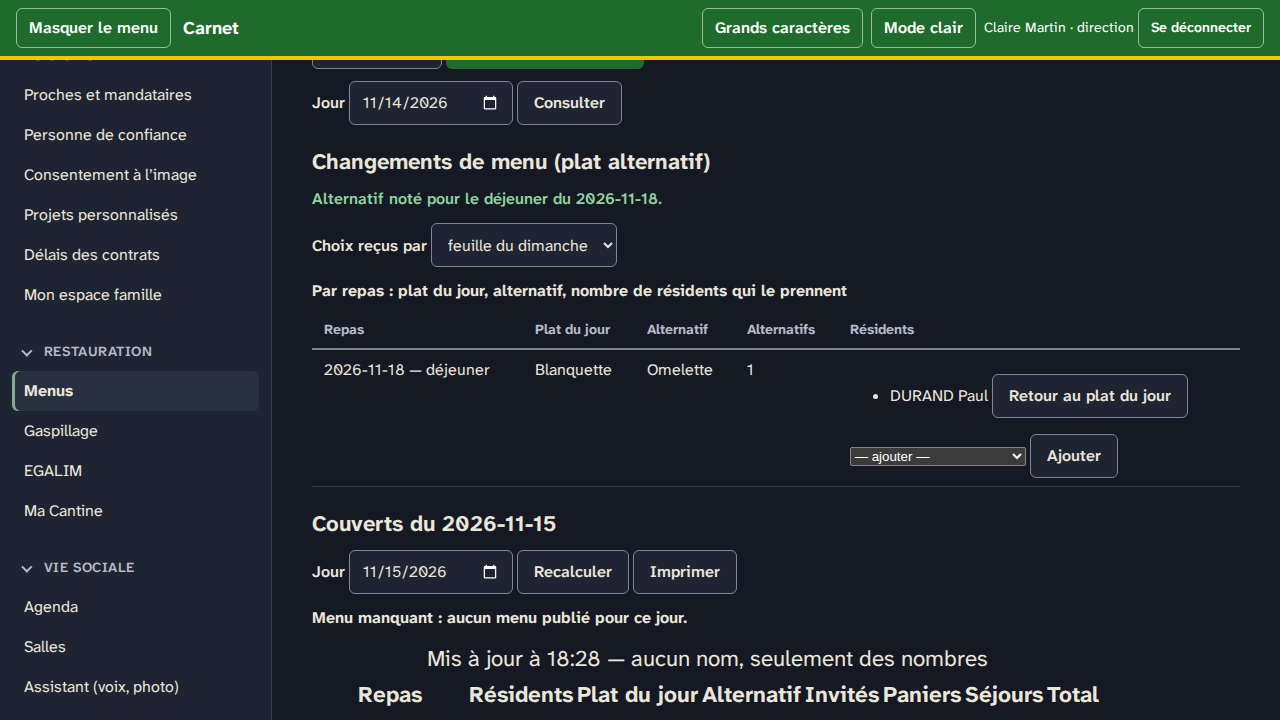 Masquer le menu Carnet Grands caractères Mode clair Claire Martin · direction Se déconnecter
Proches et mandataires
Personne de confiance
Consentement à l'image
Projets personnalisés
Délais des contrats
Mon espace famille
RESTAURATION
Menus
Gaspillage
EGALIM
Ma Cantine
VIE SOCIALE
Agenda
Salles
Assistant (voix, photo)
Jour 11/14/2026 Consulter
Changements de menu (plat alternatif)
Alternatif noté pour le déjeuner du 2026-11-18.
Choix reçus par feuille du dimanche
Par repas : plat du jour, alternatif, nombre de résidents qui le prennent
Repas Plat du jour Alternatif Alternatifs Résidents
2026-11-18 — déjeuner Blanquette Omelette 1
• DURAND Paul Retour au plat du jour
— ajouter — Ajouter
Couverts du 2026-11-15
Jour 11/15/2026 Recalculer Imprimer
Menu manquant : aucun menu publié pour ce jour.
Mis à jour à 18:28 — aucun nom, seulement des nombres
Repas Résidents Plat du jour Alternatif Invités Paniers Séjours Total